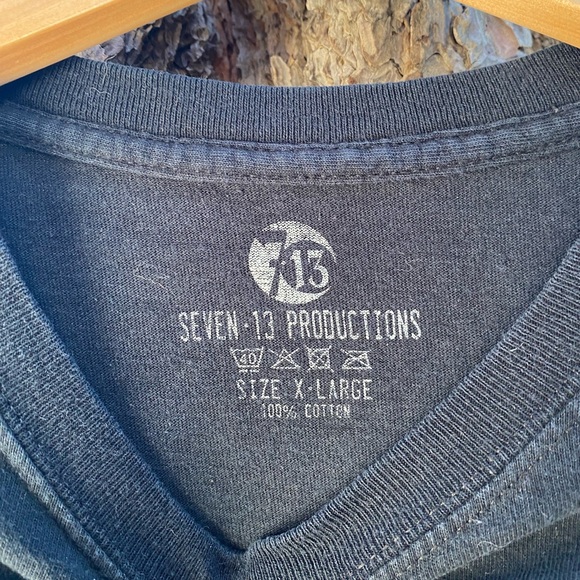 7.13
SEVEN·13 PRODUCTIONS
40
SIZE X-LARGE
100% COTTON